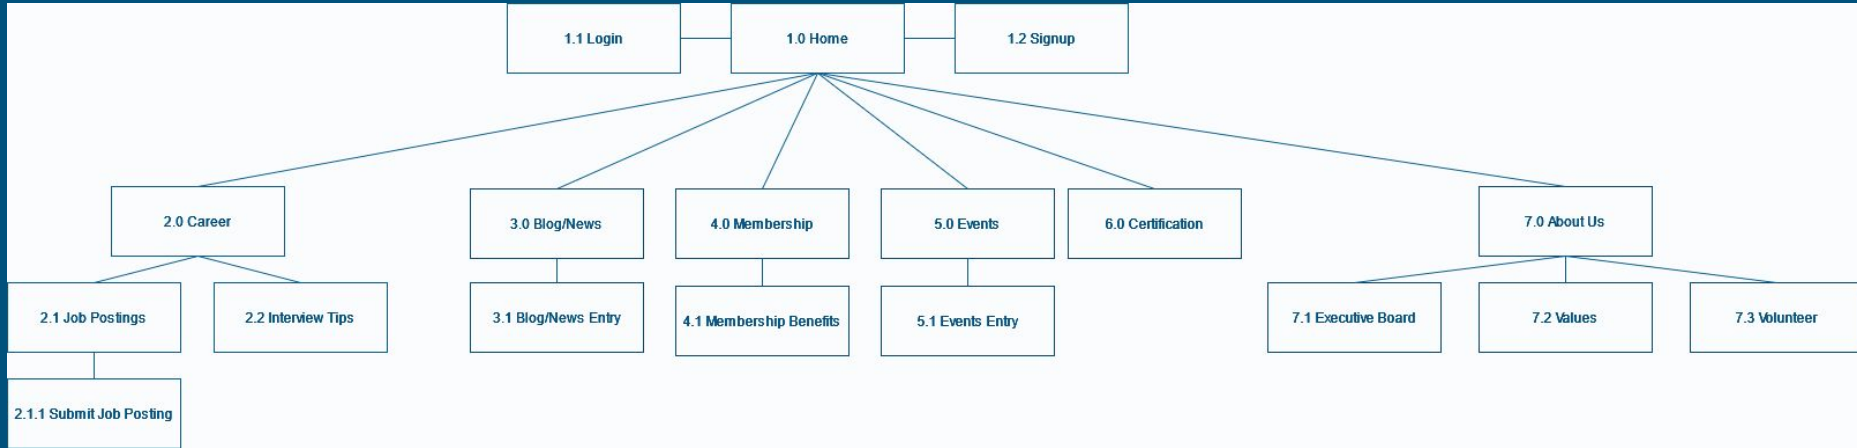 1.1 Login
1.0 Home
1.2 Signup
2.0 Career
3.0 Blog/News
4.0 Membership
5.0 Events
6.0 Certification
7.0 About Us
2.1 Job Postings
2.2 Interview Tips
3.1 Blog/News Entry
4.1 Membership Benefits
5.1 Events Entry
7.1 Executive Board
7.2 Values
7.3 Volunteer
2.1.1 Submit Job Posting